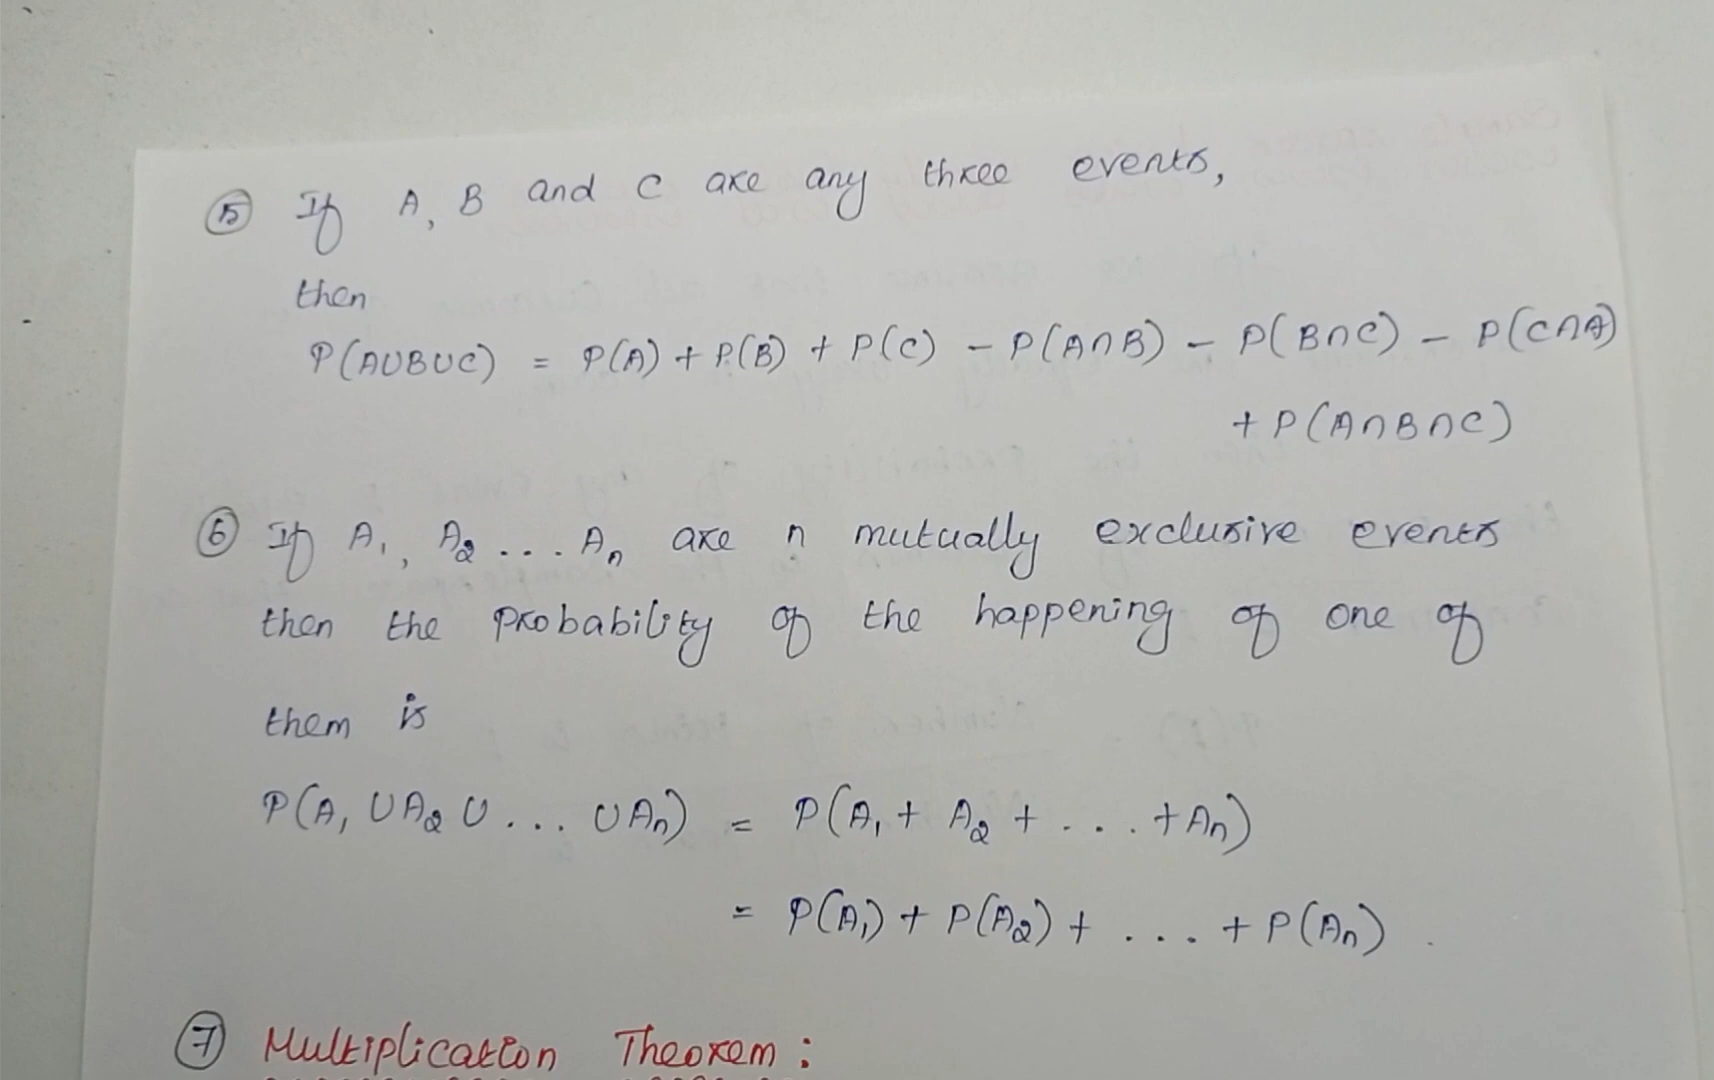 ⑤ If A, B and C are any three events,
then
P(A∪B∪C) = P(A) + P(B) + P(C) - P(A∩B) - P(B∩C) - P(C∩A)
+ P(A∩B∩C)
⑥ If A₁, A₂ ... Aₙ are n mutually exclusive events
then the probability of the happening of one of
them is
P(A₁ ∪ A₂ ∪ ... ∪ Aₙ) = P(A₁ + A₂ + ... + Aₙ)
= P(A₁) + P(A₂) + .... + P(Aₙ).
⑦ Multiplication Theorem :